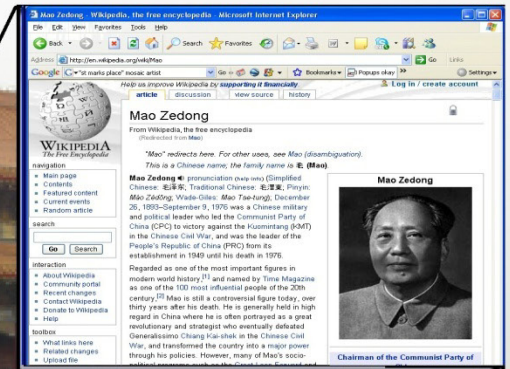 Mao Zedong - Wikipedia, the free encyclopedia - Microsoft Internet Explorer
File Edit View Favorites Tools Help
Back Search Favorites
Address http://en.wikipedia.org/wiki/Mao Go Links
Google "st marks place" mosaic artist Go Bookmarks Popups okay Settings
Help us improve Wikipedia by supporting it financially. Log in / create account
article discussion view source history
WIKIPEDIA
The Free Encyclopedia
navigation
Main page
Contents
Featured content
Current events
Random article
search
Go Search
interaction
About Wikipedia
Community portal
Recent changes
Contact Wikipedia
Donate to Wikipedia
Help
toolbox
What links here
Related changes
Upload file
Mao Zedong
From Wikipedia, the free encyclopedia
(Redirected from Mao)
"Mao" redirects here. For other uses, see Mao (disambiguation).
This is a Chinese name; the family name is 毛 (Mao).
Mao Zedong pronunciation (help·info) (Simplified
Chinese: 毛泽东; Traditional Chinese: 毛澤東; Pinyin:
Máo Zédōng; Wade-Giles: Mao Tse-tung); December
26, 1893–September 9, 1976 was a Chinese military
and political leader who led the Communist Party of
China (CPC) to victory against the Kuomintang (KMT)
in the Chinese Civil War, and was the leader of the
People's Republic of China (PRC) from its
establishment in 1949 until his death in 1976.
Regarded as one of the most important figures in
modern world history,[1] and named by Time Magazine
as one of the 100 most influential people of the 20th
century,[2] Mao is still a controversial figure today, over
thirty years after his death. He is generally held in high
regard in China where he is often portrayed as a great
revolutionary and strategist who eventually defeated
Generalissimo Chiang Kai-shek in the Chinese Civil
War, and transformed the country into a major power
through his policies. However, many of Mao's socio-
Mao Zedong
Chairman of the Communist Party of